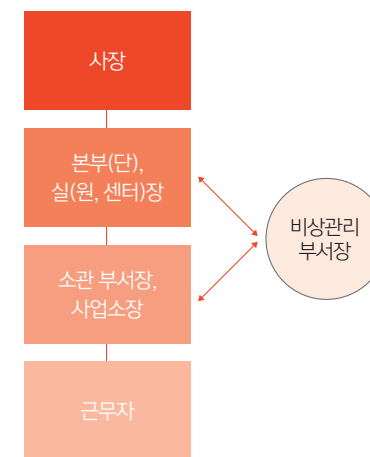 사장
본부(단),
실(원, 센터)장
비상관리
부서장
소관 부서장,
사업소장
근무자